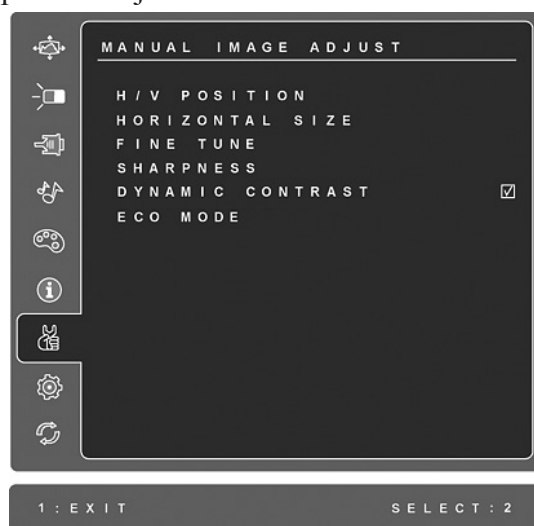 MANUAL IMAGE ADJUST
H/V POSITION
HORIZONTAL SIZE
FINE TUNE
SHARPNESS
DYNAMIC CONTRAST
ECO MODE
1:EXIT SELECT:2